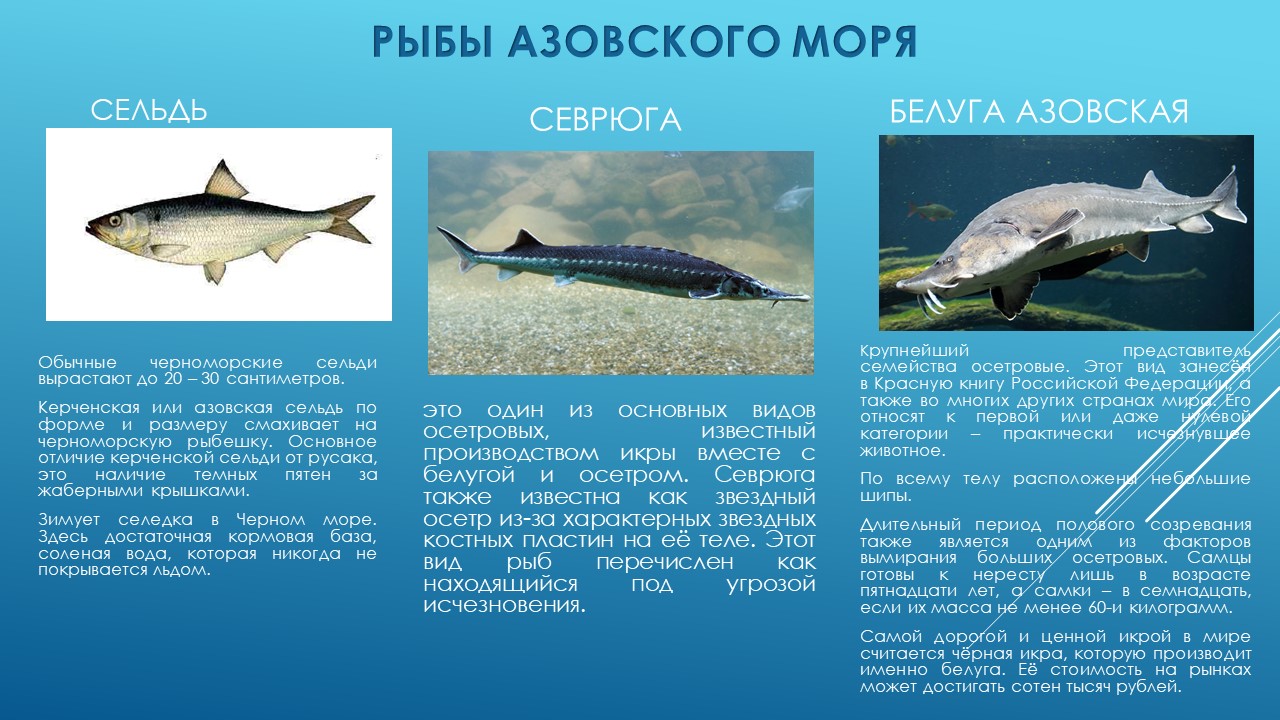 РЫБЫ АЗОВСКОГО МОРЯ
СЕЛЬДЬ
Обычные черноморские сельди
вырастают до 20 – 30 сантиметров.
Керченская или азовская сельдь по
форме и размеру смахивает на
черноморскую рыбешку. Основное
отличие керченской сельди от русака,
это наличие темных пятен за
жаберными крышками.
Зимует селедка в Черном море.
Здесь достаточная кормовая база,
соленая вода, которая никогда не
покрывается льдом.
СЕВРЮГА
это один из основных видов
осетровых, известный
производством икры вместе с
белугой и осетром. Севрюга
также известна как звездный
осетр из-за характерных звездных
костных пластин на её теле. Этот
вид рыб перечислен как
находящийся под угрозой
исчезновения.
БЕЛУГА АЗОВСКАЯ
Крупнейший представитель
семейства осетровые. Этот вид занесён
в Красную книгу Российской Федерации, а
также во многих других странах мира. Его
относят к первой или даже нулевой
категории – практически исчезнувшее
животное.
По всему телу расположены небольшие
шипы.
Длительный период полового созревания
также является одним из факторов
вымирания больших осетровых. Самцы
готовы к нересту лишь в возрасте
пятнадцати лет, а самки – в семнадцать,
если их масса не менее 60-и килограмм.
Самой дорогой и ценной икрой в мире
считается чёрная икра, которую производит
именно белуга. Её стоимость на рынках
может достигать сотен тысяч рублей.